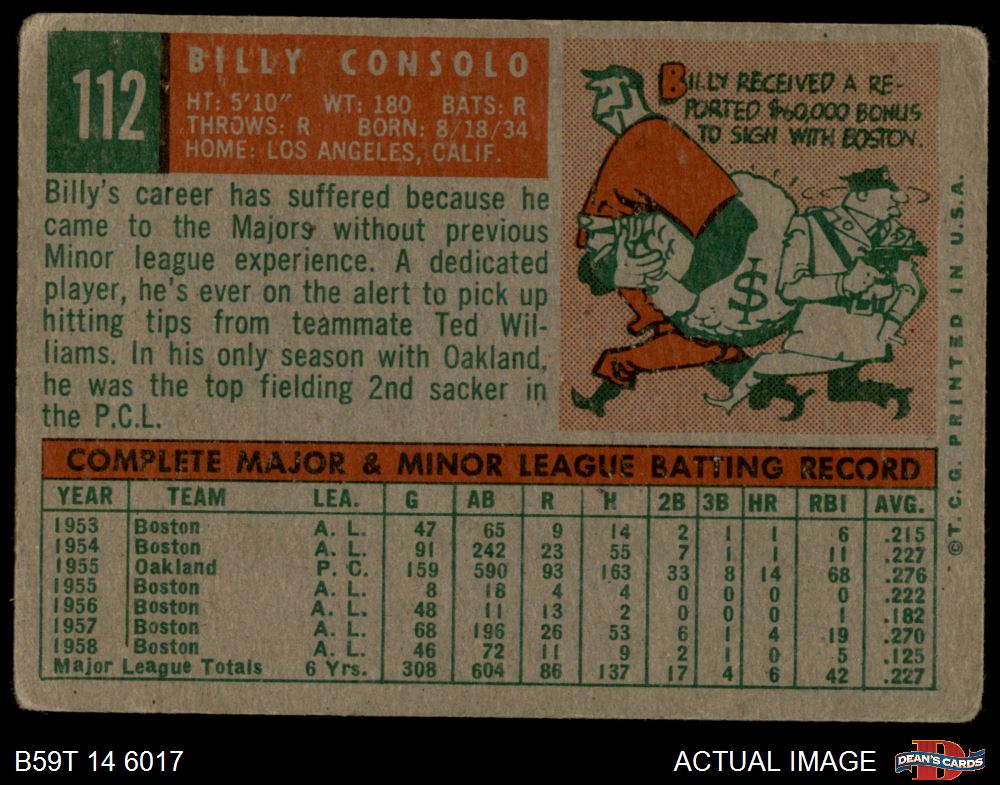 112
BILLY CONSOLO
HT: 5'10" WT: 180 BATS: R
THROWS: R BORN: 8/18/34
HOME: LOS ANGELES, CALIF.
BILLY RECEIVED A RE-
PORTED $60,000 BONUS
TO SIGN WITH BOSTON.
$
Billy's career has suffered because he
came to the Majors without previous
Minor league experience. A dedicated
player, he's ever on the alert to pick up
hitting tips from teammate Ted Wil-
liams. In his only season with Oakland,
he was the top fielding 2nd sacker in
the P.C.L.
COMPLETE MAJOR & MINOR LEAGUE BATTING RECORD
YEAR TEAM LEA. G AB R H 2B 3B HR RBI AVG.
1953 Boston A. L. 47 65 9 14 2 1 1 6 .215
1954 Boston A. L. 91 242 23 55 7 1 1 11 .227
1955 Oakland P. C. 159 590 93 163 33 8 14 68 .276
1955 Boston A. L. 8 18 4 4 0 0 0 0 .222
1956 Boston A. L. 48 11 13 2 0 0 0 1 .182
1957 Boston A. L. 68 196 26 53 6 1 4 19 .270
1958 Boston A. L. 46 72 11 9 2 1 0 5 .125
Major League Totals 6 Yrs. 308 604 86 137 17 4 6 42 .227
©T.C.G. PRINTED IN U.S.A.
B59T 14 6017
ACTUAL IMAGE
DEAN'S CARDS